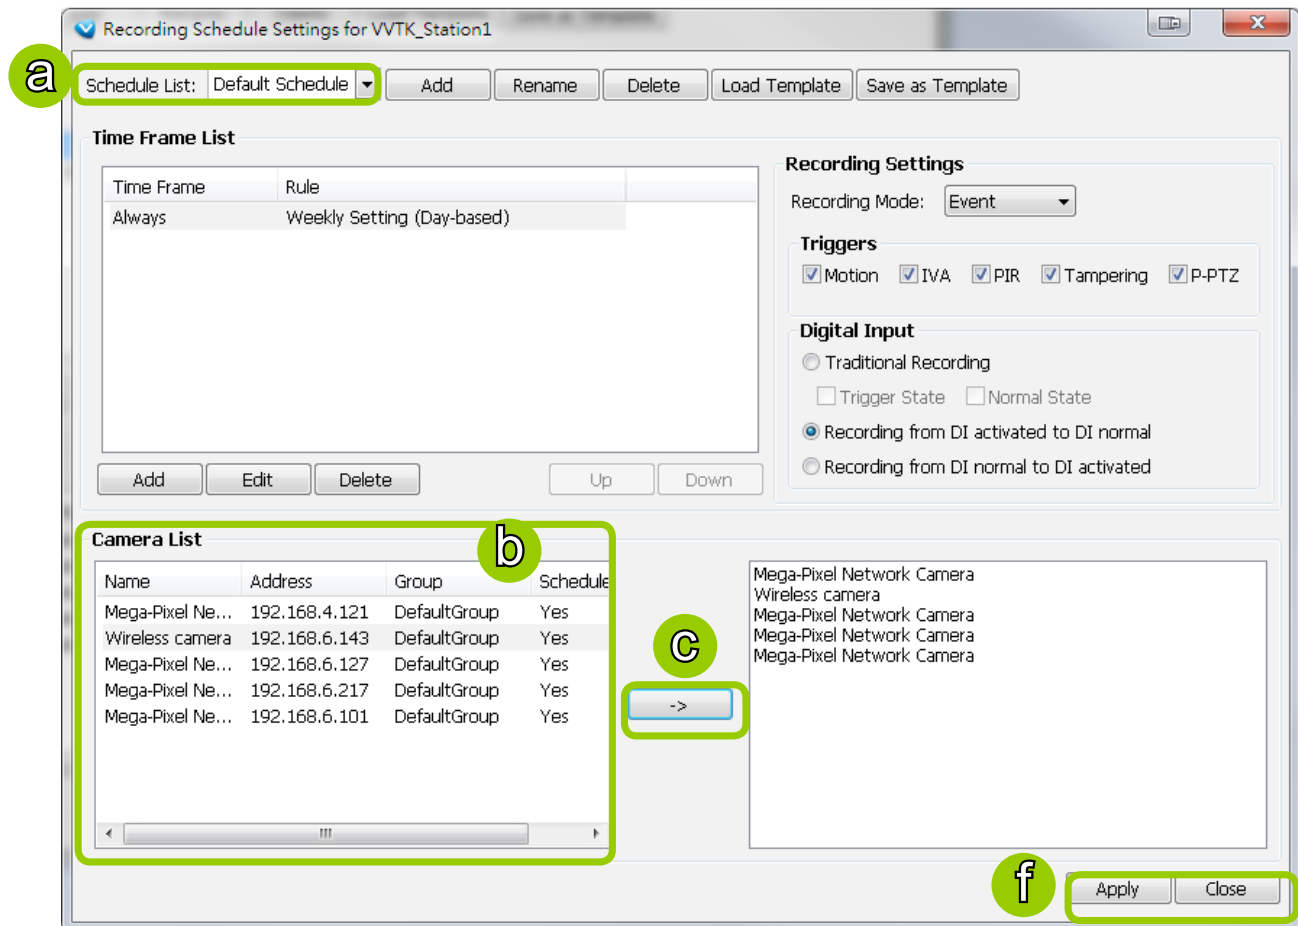 Recording Schedule Settings for VVTK_Station1
a
Schedule List: Default Schedule Add Rename Delete Load Template Save as Template
Time Frame List
Time Frame Rule
Always Weekly Setting (Day-based)
Add Edit Delete Up Down
Recording Settings
Recording Mode: Event
Triggers
Motion IVA PIR Tampering P-PTZ
Digital Input
Traditional Recording
Trigger State Normal State
Recording from DI activated to DI normal
Recording from DI normal to DI activated
b
Camera List
Name Address Group Schedule
Mega-Pixel Ne... 192.168.4.121 DefaultGroup Yes
Wireless camera 192.168.6.143 DefaultGroup Yes
Mega-Pixel Ne... 192.168.6.127 DefaultGroup Yes
Mega-Pixel Ne... 192.168.6.217 DefaultGroup Yes
Mega-Pixel Ne... 192.168.6.101 DefaultGroup Yes
c
->
Mega-Pixel Network Camera
Wireless camera
Mega-Pixel Network Camera
Mega-Pixel Network Camera
Mega-Pixel Network Camera
f
Apply Close